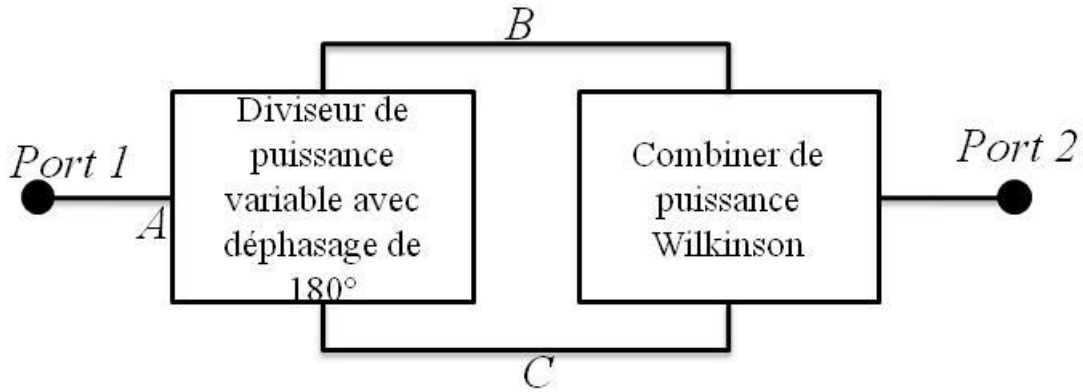 B
Diviseur de
puissance
variable avec
déphasage de
180°
Combiner de
puissance
Wilkinson
Port 1
Port 2
A
C